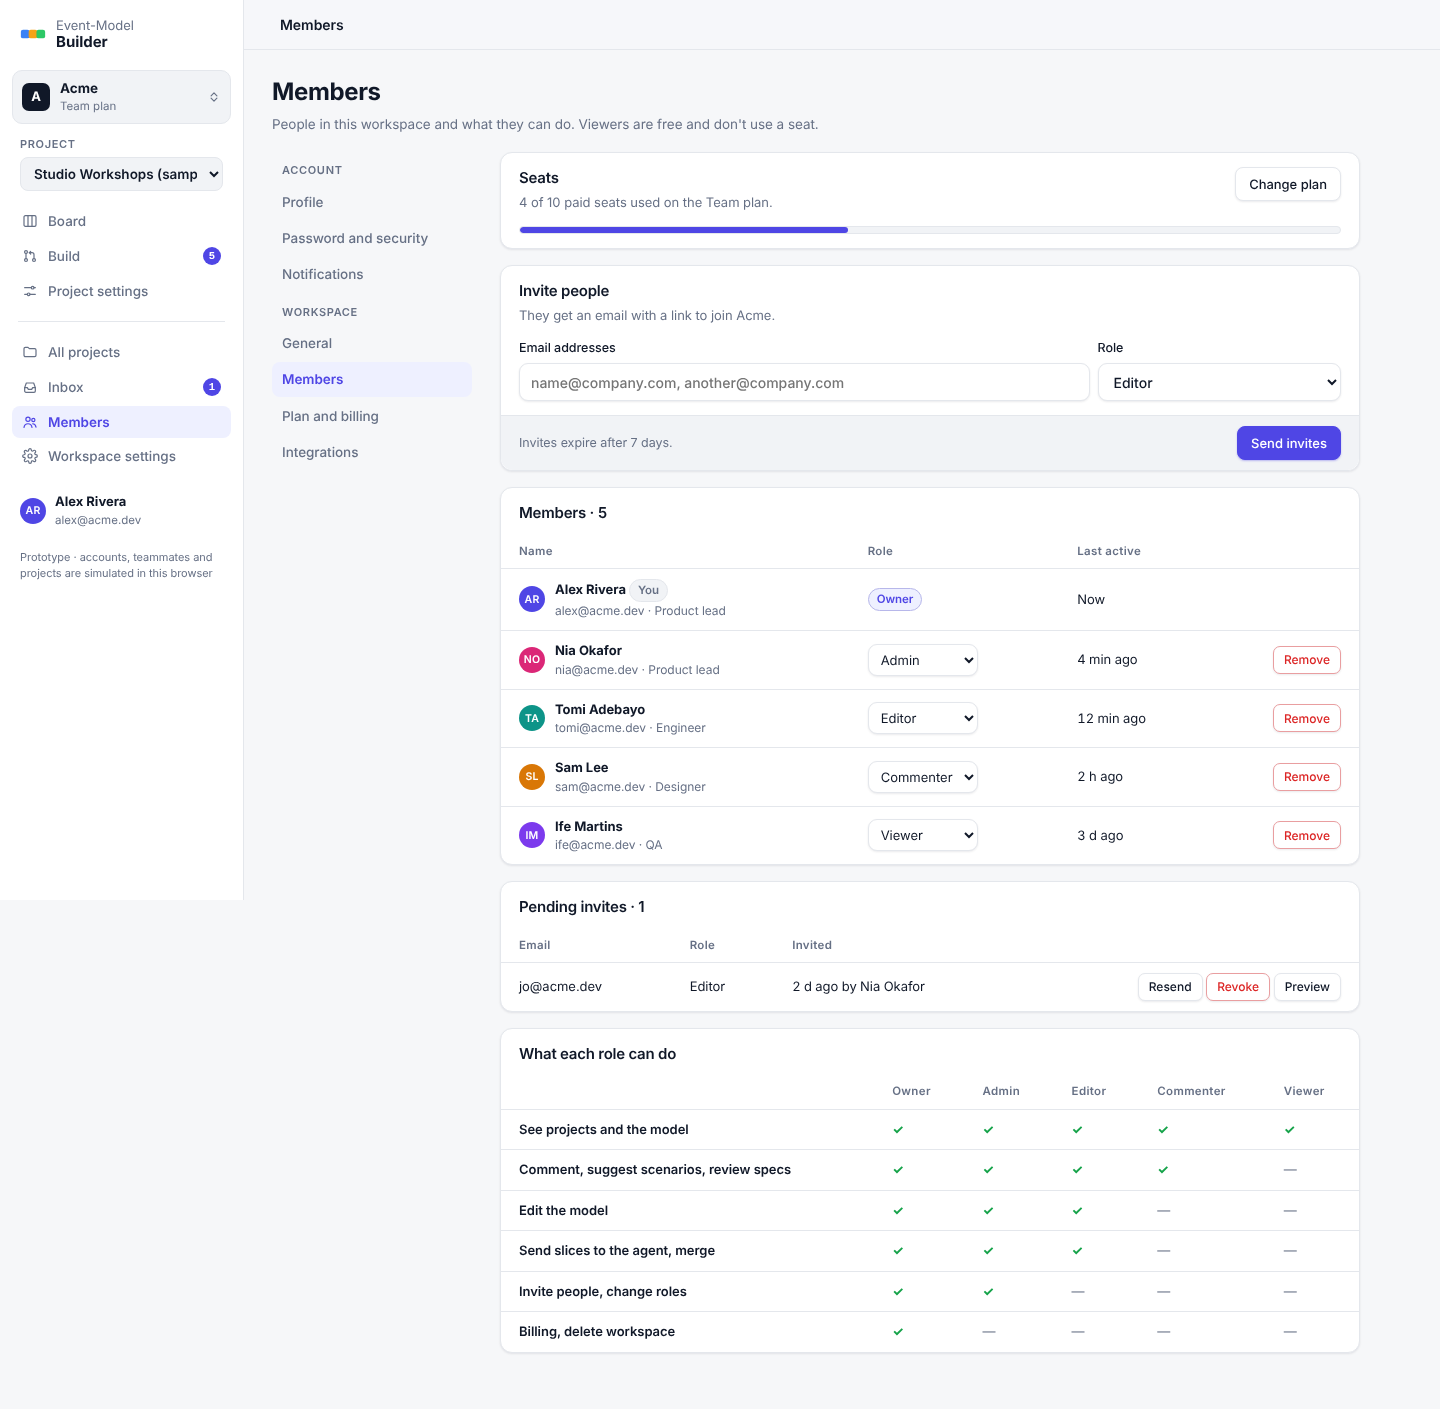 Event-Model
Builder
A
Acme
Team plan
PROJECT
Studio Workshops (samp
Board
Build
5
Project settings
All projects
Inbox
1
Members
Workspace settings
AR
Alex Rivera
alex@acme.dev
Prototype · accounts, teammates and
projects are simulated in this browser
Members
Members
People in this workspace and what they can do. Viewers are free and don't use a seat.
ACCOUNT
Profile
Password and security
Notifications
WORKSPACE
General
Members
Plan and billing
Integrations
Seats
4 of 10 paid seats used on the Team plan.
Change plan
Invite people
They get an email with a link to join Acme.
Email addresses
Role
name@company.com, another@company.com
Editor
Invites expire after 7 days.
Send invites
Members · 5
Name Role Last active
AR Alex Rivera You
alex@acme.dev · Product lead
Owner
Now
NO Nia Okafor
nia@acme.dev · Product lead
Admin
4 min ago
Remove
TA Tomi Adebayo
tomi@acme.dev · Engineer
Editor
12 min ago
Remove
SL Sam Lee
sam@acme.dev · Designer
Commenter
2 h ago
Remove
IM Ife Martins
ife@acme.dev · QA
Viewer
3 d ago
Remove
Pending invites · 1
Email Role Invited
jo@acme.dev Editor 2 d ago by Nia Okafor Resend Revoke Preview
What each role can do
Owner Admin Editor Commenter Viewer
See projects and the model ✓ ✓ ✓ ✓ ✓
Comment, suggest scenarios, review specs ✓ ✓ ✓ ✓ —
Edit the model ✓ ✓ ✓ — —
Send slices to the agent, merge ✓ ✓ ✓ — —
Invite people, change roles ✓ ✓ — — —
Billing, delete workspace ✓ — — — —